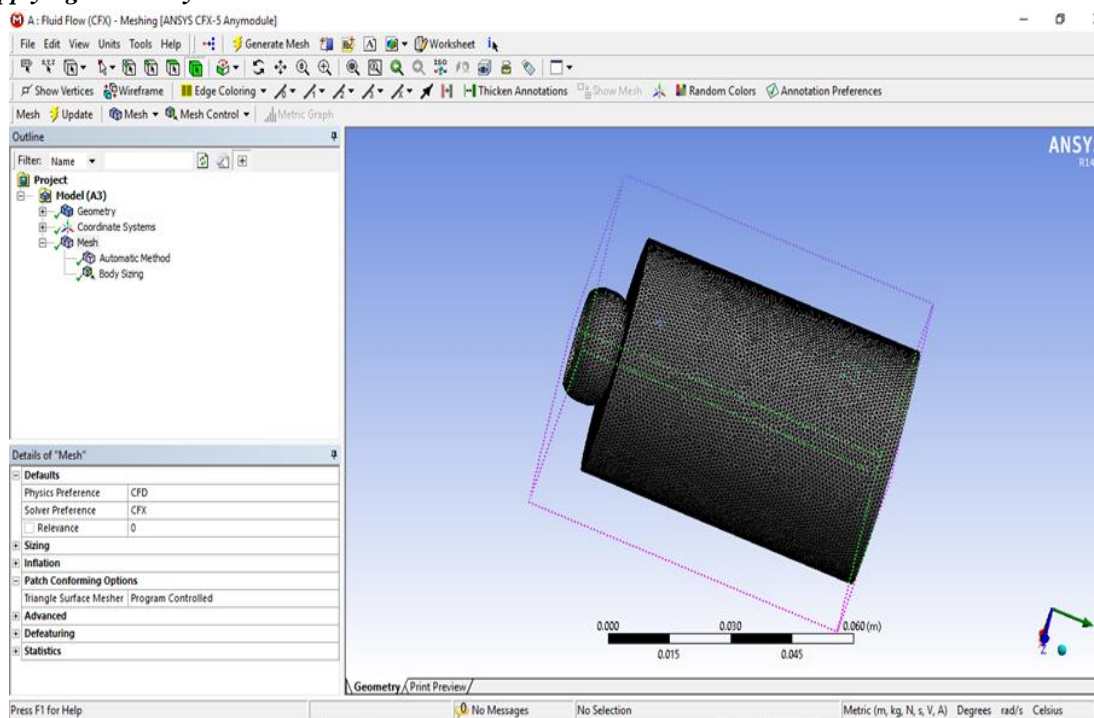 A : Fluid Flow (CFX) - Meshing [ANSYS CFX-5 Anymodule]
File Edit View Units Tools Help Generate Mesh Worksheet
Show Vertices Wireframe Edge Coloring Thicken Annotations Show Mesh Random Colors Annotation Preferences
Mesh Update Mesh Mesh Control Metric Graph
Outline
Filter: Name
Project
Model (A3)
Geometry
Coordinate Systems
Mesh
Automatic Method
Body Sizing
ANSYS
R14
Details of "Mesh"
Defaults
Physics Preference CFD
Solver Preference CFX
Relevance 0
Sizing
Inflation
Patch Conforming Options
Triangle Surface Mesher Program Controlled
Advanced
Defeaturing
Statistics
0.000 0.030 0.060 (m)
0.015 0.045
Z
Geometry Print Preview
Press F1 for Help 0 No Messages No Selection Metric (m, kg, N, s, V, A) Degrees rad/s Celsius